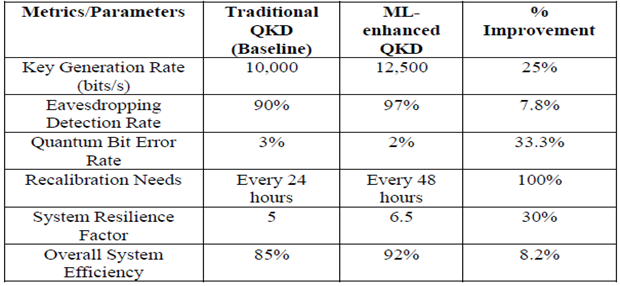 Metrics/Parameters Traditional QKD (Baseline) ML-enhanced QKD % Improvement
Key Generation Rate (bits/s) 10,000 12,500 25%
Eavesdropping Detection Rate 90% 97% 7.8%
Quantum Bit Error Rate 3% 2% 33.3%
Recalibration Needs Every 24 hours Every 48 hours 100%
System Resilience Factor 5 6.5 30%
Overall System Efficiency 85% 92% 8.2%